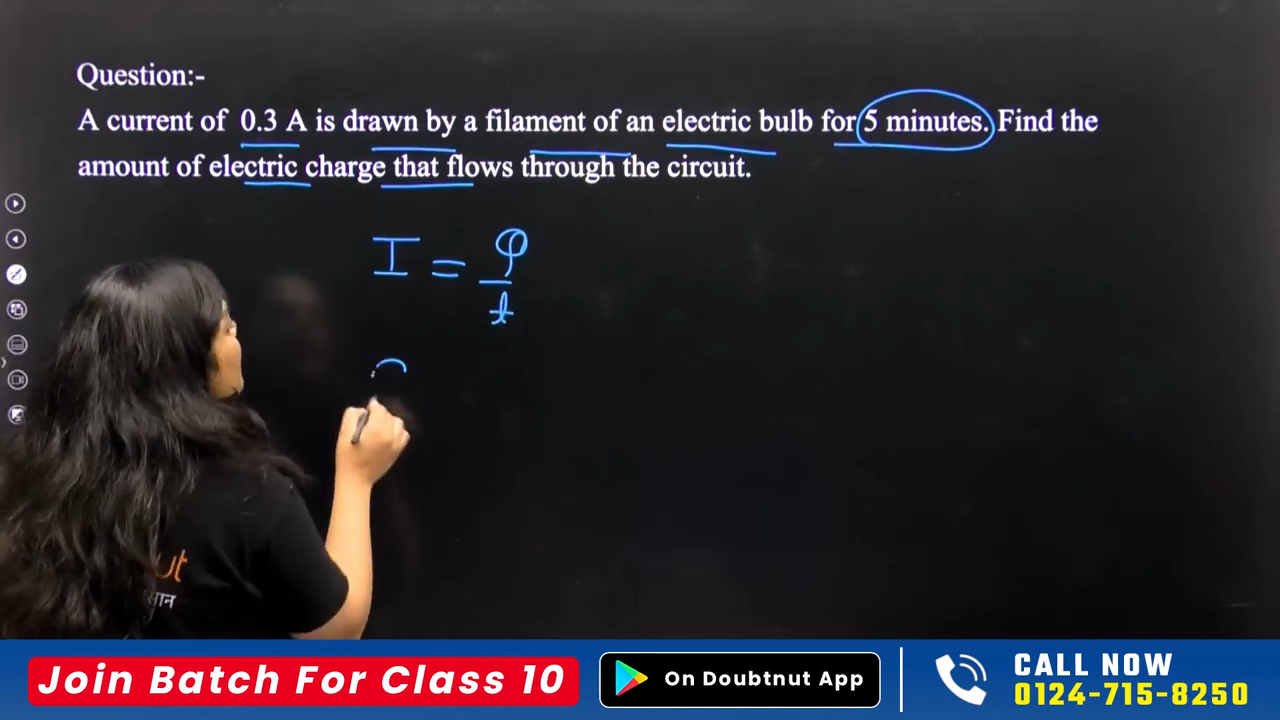 Question:-
A current of 0.3 A is drawn by a filament of an electric bulb for 5 minutes. Find the
amount of electric charge that flows through the circuit.
I = Q
t
ut
सान
Join Batch For Class 10
On Doubtnut App
CALL NOW
0124-715-8250